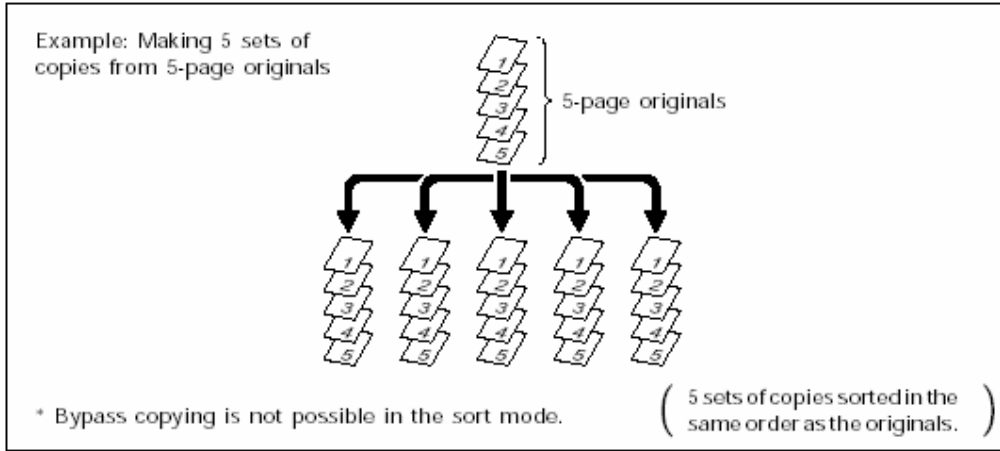 Example: Making 5 sets of
copies from 5-page originals
1
2
3
4
5
5-page originals
1 1 1 1 1
2 2 2 2 2
3 3 3 3 3
4 4 4 4 4
5 5 5 5 5
* Bypass copying is not possible in the sort mode.
( 5 sets of copies sorted in the
same order as the originals. )